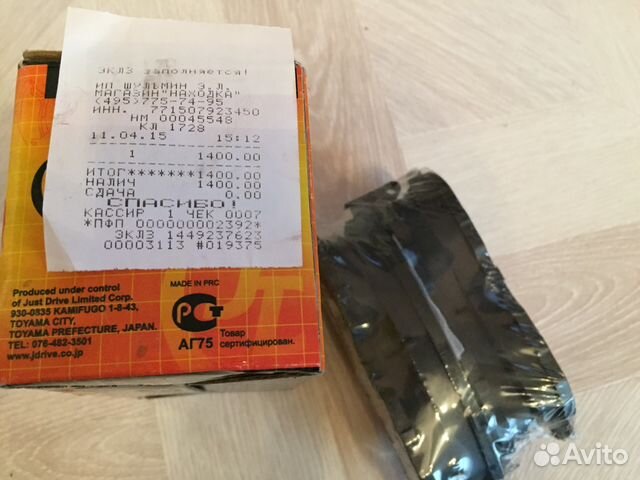 ЭКЛЗ заполняется!
ИП ШУЛЬМИН Э.Л.
МАГАЗИН"НАХОДКА"
(495)775-74-95
ИНН. 771507923450
НМ 00045548
КЛ 1728
11.04.15 15:12
1 1400.00
ИТОГ*******1400.00
НАЛИЧ 1400.00
СДАЧА 0.00
СПАСИБО!
КАССИР 1 ЧЕК 0007
*ПФП 000000002392*
ЭКЛЗ 1449237623
00003113 #019375
Produced under control
of Just Drive Limited Corp.
930-0835 KAMIFUGO 1-8-43,
TOYAMA CITY,
TOYAMA PREFECTURE, JAPAN.
TEL: 076-482-3501
www.jdrive.co.jp
MADE IN PRC
РСТ
АГ75
Товар
сертифицирован.
Avito